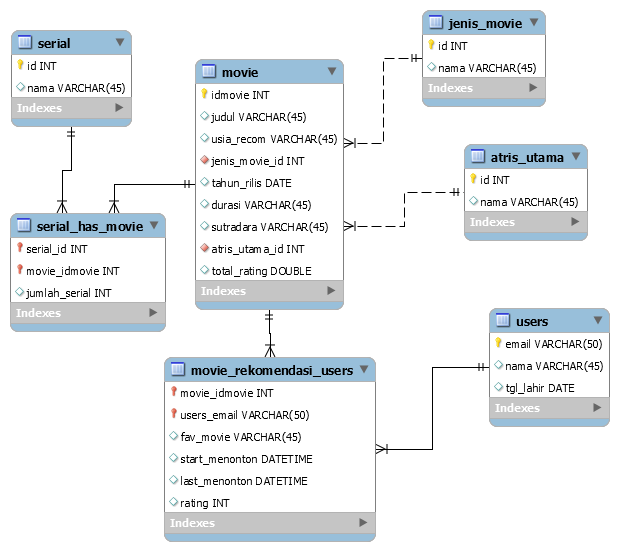 serial
id INT
nama VARCHAR(45)
Indexes
movie
idmovie INT
judul VARCHAR(45)
usia_recom VARCHAR(45)
jenis_movie_id INT
tahun_rilis DATE
durasi VARCHAR(45)
sutradara VARCHAR(45)
atris_utama_id INT
total_rating DOUBLE
Indexes
jenis_movie
id INT
nama VARCHAR(45)
Indexes
atris_utama
id INT
nama VARCHAR(45)
Indexes
serial_has_movie
serial_id INT
movie_idmovie INT
jumlah_serial INT
Indexes
movie_rekomendasi_users
movie_idmovie INT
users_email VARCHAR(50)
fav_movie VARCHAR(45)
start_menonton DATETIME
last_menonton DATETIME
rating INT
Indexes
users
email VARCHAR(50)
nama VARCHAR(45)
tgl_lahir DATE
Indexes